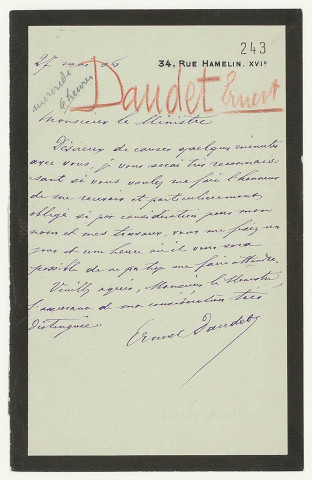 243
27 mai 06
34, RUE HAMELIN. XVIe
mercredi
6 heures
Daudet Ernest
Monsieur le Ministre
Désireux de causer quelques minutes
avec vous, je vous serai très reconnais-
sant si vous voulez me faire l'honneur
de me recevoir et particulièrement
obligé si par considération pour mon
nom et mes travaux, vous me fixez un
jour et une heure où il vous sera
possible de ne pas trop me faire attendre.
Veuillez agréer, Monsieur le Ministre
l'assurance de ma considération très
distinguée.
Ernest Daudet